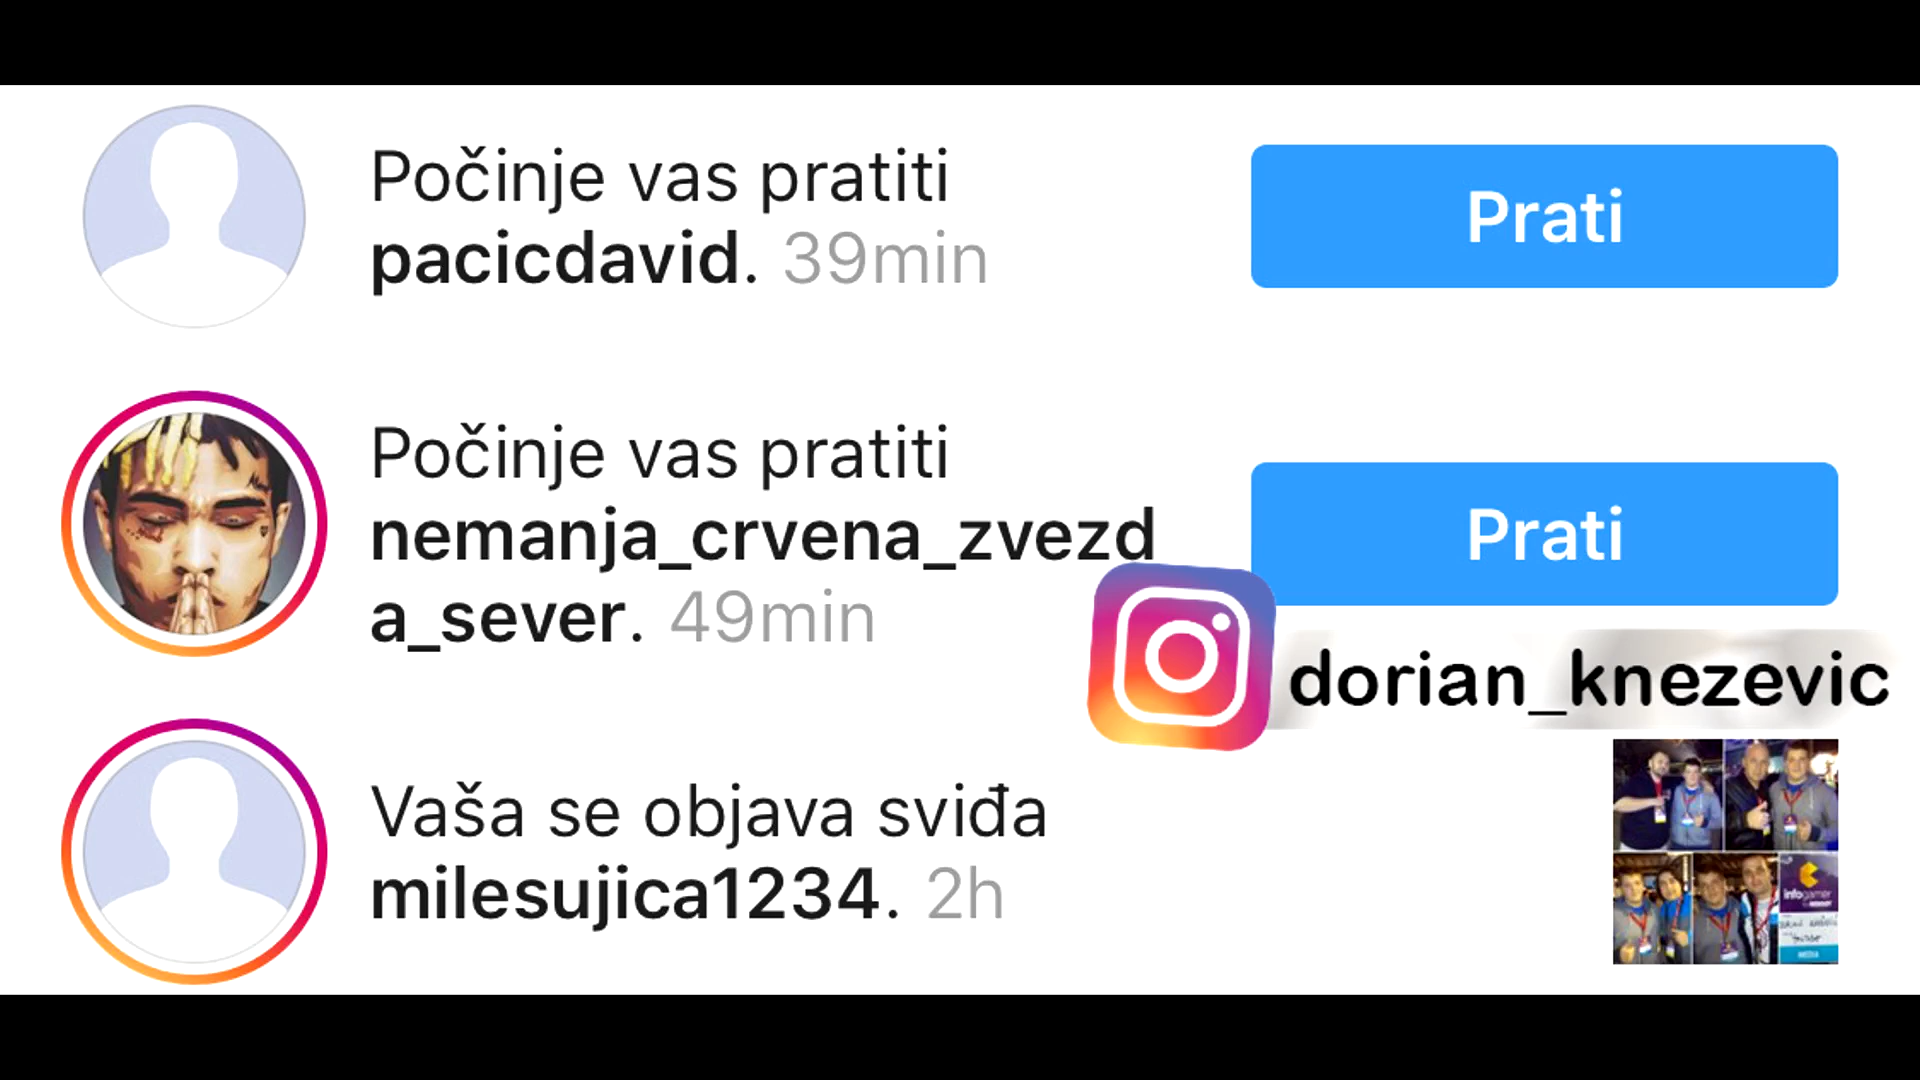 Počinje vas pratiti
pacicdavid. 39min
Prati
Počinje vas pratiti
nemanja_crvena_zvezd
a_sever. 49min
Prati
dorian_knezevic
Vaša se objava sviđa
milesujica1234. 2h
infogamer